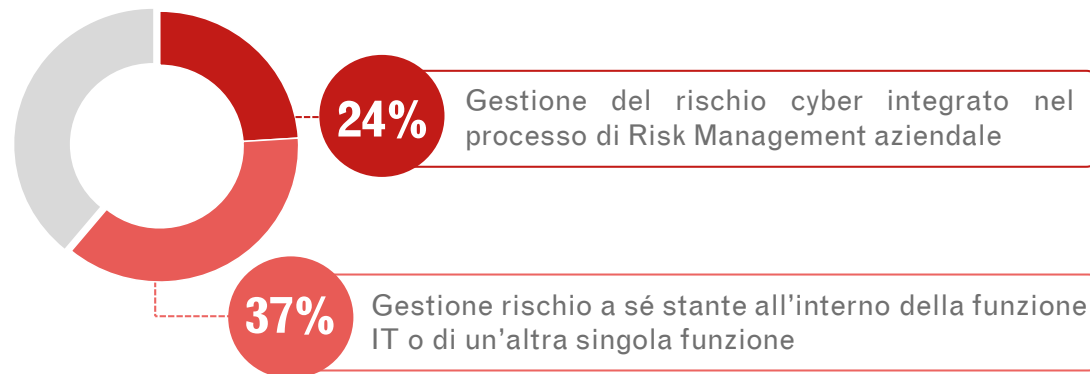 24%
Gestione del rischio cyber integrato nel
processo di Risk Management aziendale
37%
Gestione rischio a sé stante all’interno della funzione
IT o di un’altra singola funzione